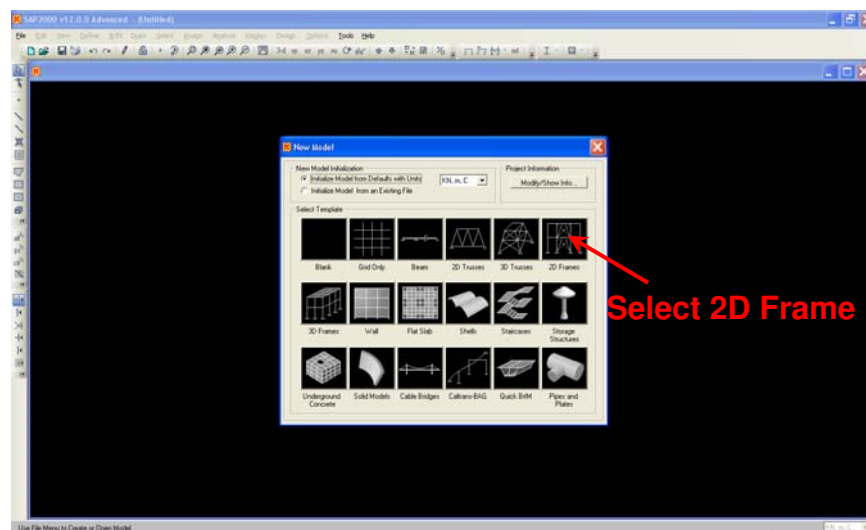 SAP2000 v12.0.0 Advanced - (Untitled)
File Edit View Define BrIM Draw Select Assign Analyze Display Design Options Tools Help
New Model
New Model Initialization
Project Information
Initialize Model from Defaults with Units
KN, m, C
Modify/Show Info...
Initialize Model from an Existing File
Select Template
Blank
Grid Only
Beam
2D Trusses
3D Trusses
2D Frames
Select 2D Frame
3D Frames
Wall
Flat Slab
Shells
Staircases
Storage
Structures
Underground
Concrete
Solid Models
Cable Bridges
Caltrans-BAG
Quick BrIM
Pipes and
Plates
Use File Menu to Create or Open Model
KN, m, C